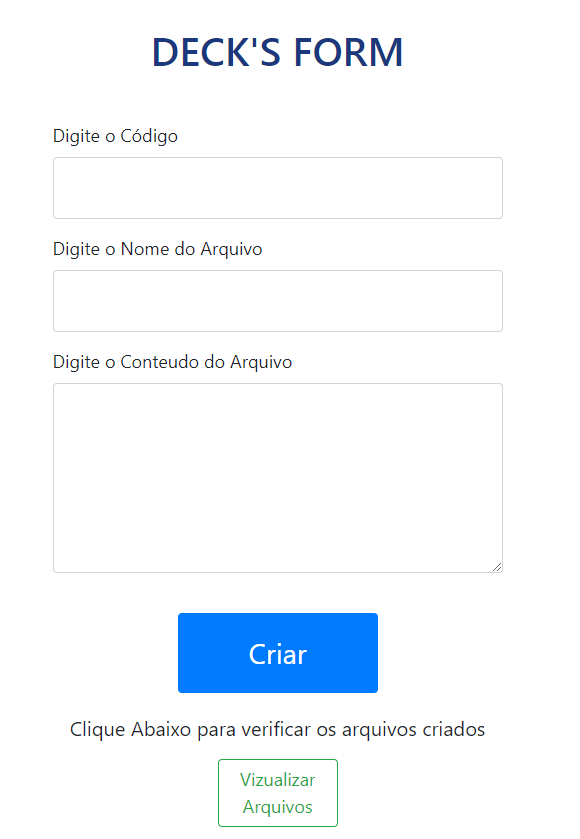 DECK'S FORM
Digite o Código
Digite o Nome do Arquivo
Digite o Conteudo do Arquivo
Criar
Clique Abaixo para verificar os arquivos criados
Vizualizar
Arquivos